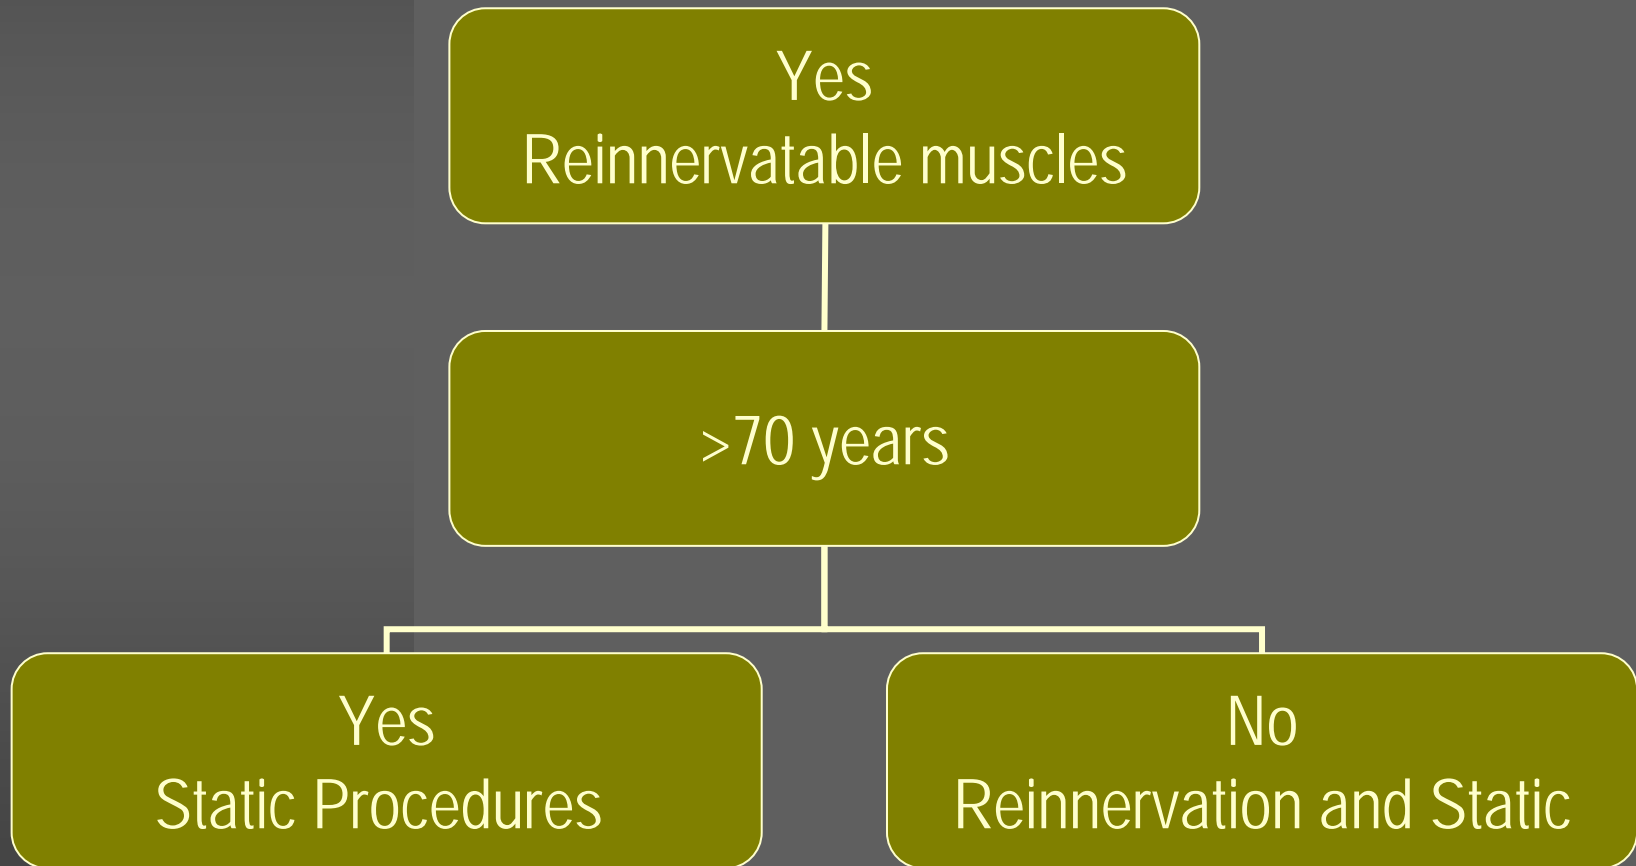 Yes
Reinnervatable muscles
>70 years
Yes
Static Procedures
No
Reinnervation and Static